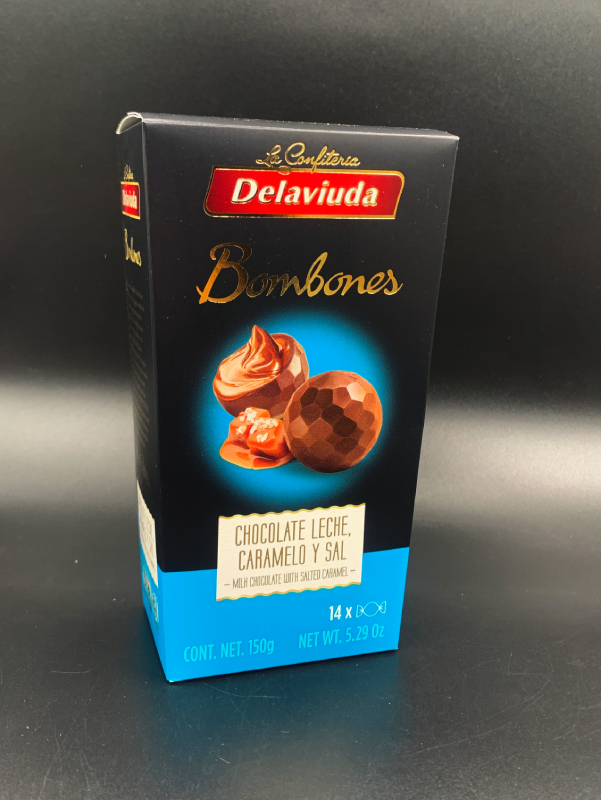 La Confitería
Delaviuda
Bombones
CHOCOLATE LECHE,
CARAMELO Y SAL
– MILK CHOCOLATE WITH SALTED CARAMEL –
14 x
CONT. NET. 150g NET WT. 5.29 Oz
Delaviuda